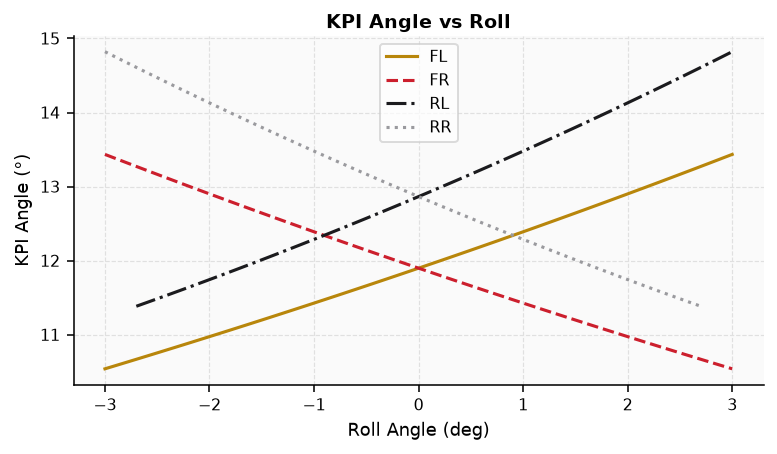 KPI Angle vs Roll
KPI Angle (°)
15
14
13
12
11
FL
FR
RL
RR
−3
−2
−1
0
1
2
3
Roll Angle (deg)